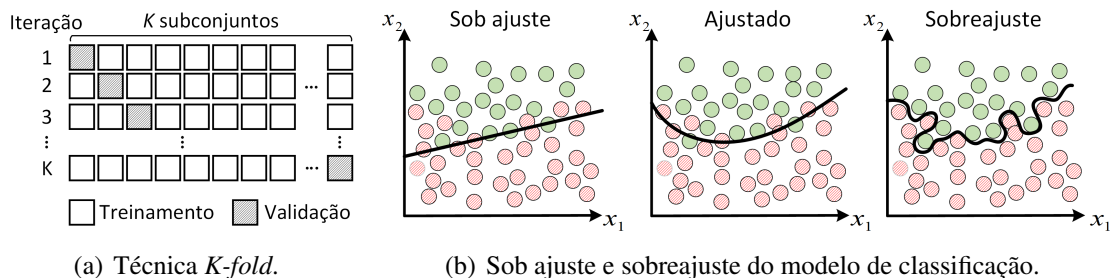 Iteração
K subconjuntos
1
2
...
3
...
K
...
Treinamento
Validação
(a) Técnica K-fold.
x2
Sob ajuste
x1
x2
Ajustado
x1
x2
Sobreajuste
x1
(b) Sob ajuste e sobreajuste do modelo de classificação.